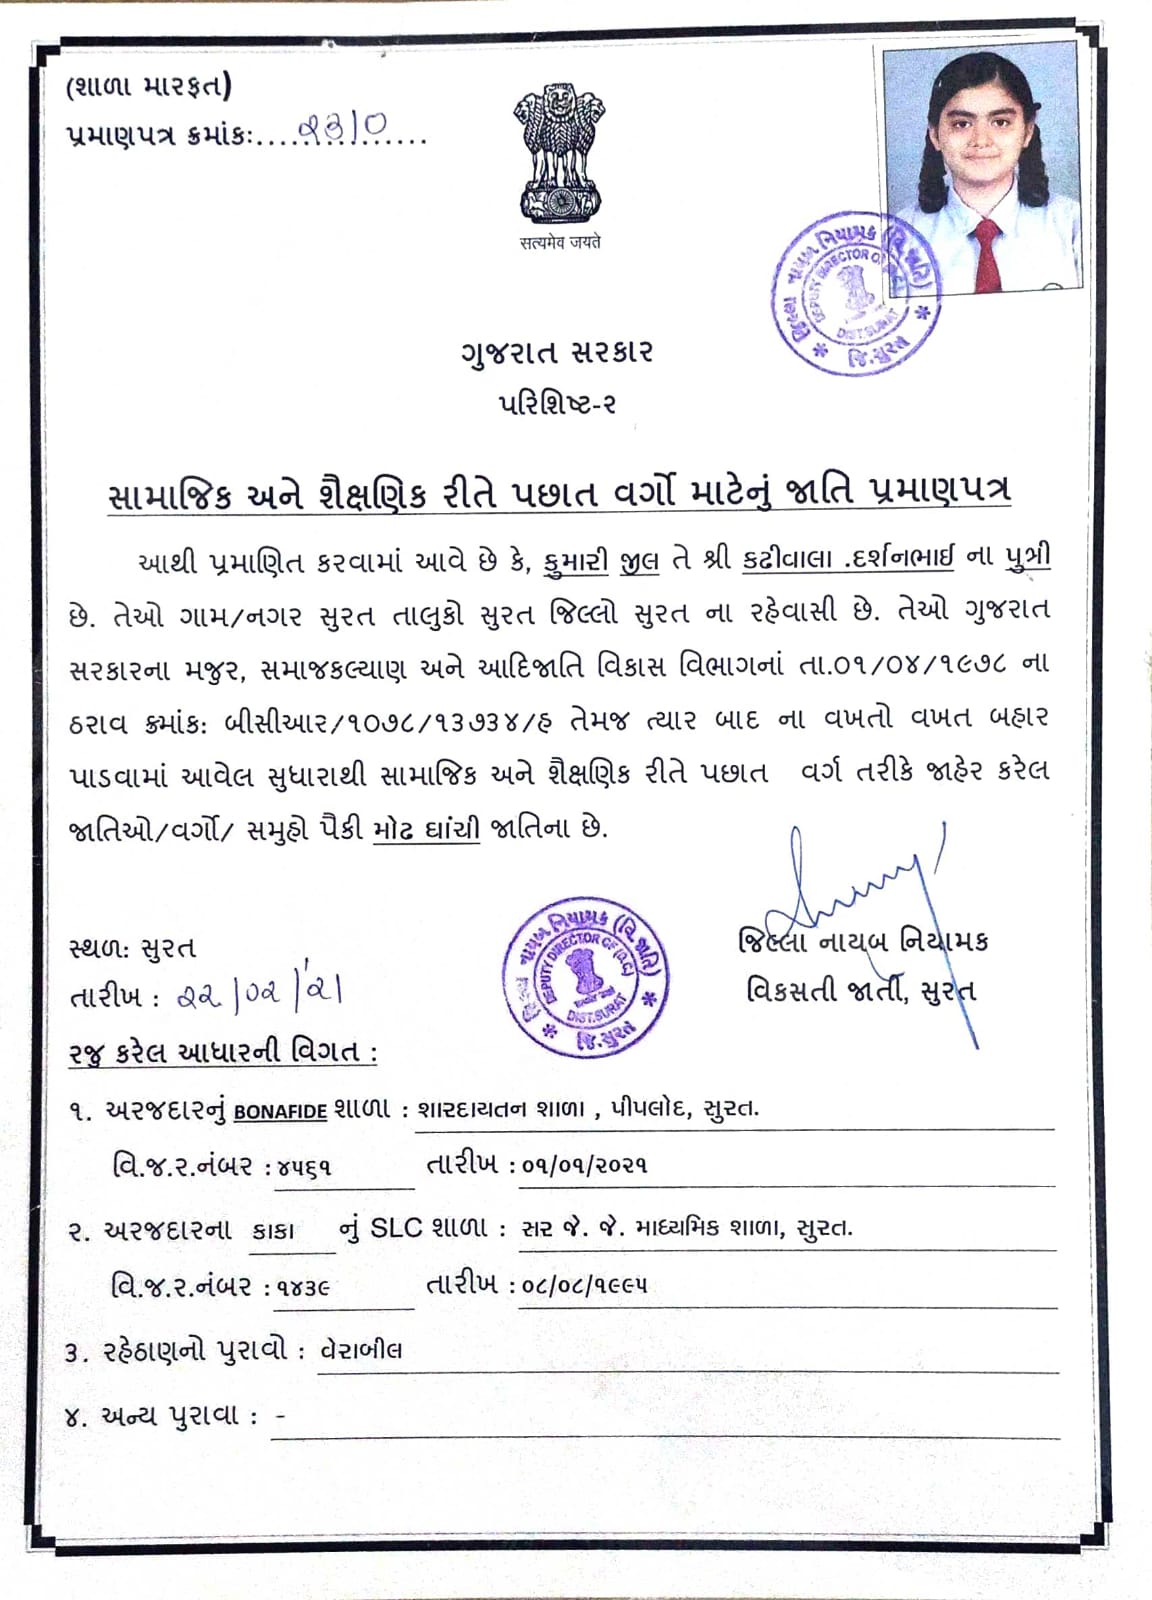 (શાળા મારફત)
પ્રમાણપત્ર ક્રમાંક:....૨૩૧૦......
सत्यमेव जयते
જિલ્લા નાયબ નિયામક (વિ.જાતિ)
DEPUTY DIRECTOR OF (D.C)
DIST.SURAT
* જિ.સુરત *
ગુજરાત સરકાર
પરિશિષ્ટ-૨
સામાજિક અને શૈક્ષણિક રીતે પછાત વર્ગો માટેનું જાતિ પ્રમાણપત્ર
આથી પ્રમાણિત કરવામાં આવે છે કે, કુમારી જીલ તે શ્રી કઢીવાલા .દર્શનભાઈ ના પુત્રી
છે. તેઓ ગામ/નગર સુરત તાલુકો સુરત જિલ્લો સુરત ના રહેવાસી છે. તેઓ ગુજરાત
સરકારના મજુર, સમાજકલ્યાણ અને આદિજાતિ વિકાસ વિભાગનાં તા.૦૧/૦૪/૧૯૭૮ ના
ઠરાવ ક્રમાંક: બીસીઆર/૧૦૭૮/૧૩૭૩૪/હ તેમજ ત્યાર બાદ ના વખતો વખત બહાર
પાડવામાં આવેલ સુધારાથી સામાજિક અને શૈક્ષણિક રીતે પછાત વર્ગ તરીકે જાહેર કરેલ
જાતિઓ/વર્ગો/ સમુહો પૈકી મોઢ ઘાંચી જાતિના છે.
સ્થળ: સુરત
તારીખ : ૨૨/૦૨/'૨૧
જિલ્લા નાયબ નિયામક (વિ.જાતિ)
DEPUTY DIRECTOR OF (D.C)
DIST.SURAT
* જિ.સુરત *
જિલ્લા નાયબ નિયામક
વિકસતી જાતી, સુરત
રજુ કરેલ આધારની વિગત :
૧. અરજદારનું BONAFIDE શાળા : શારદાયતન શાળા , પીપલોદ, સુરત.
વિ.જ.ર.નંબર : ૪૫૬૧ તારીખ : ૦૧/૦૧/૨૦૨૧
૨. અરજદારના કાકા નું SLC શાળા : સર જે. જે. માધ્યમિક શાળા, સુરત.
વિ.જ.ર.નંબર : ૧૪૩૯ તારીખ : ૦૮/૦૮/૧૯૯૫
૩. રહેઠાણનો પુરાવો : વેરાબીલ
૪. અન્ય પુરાવા : -